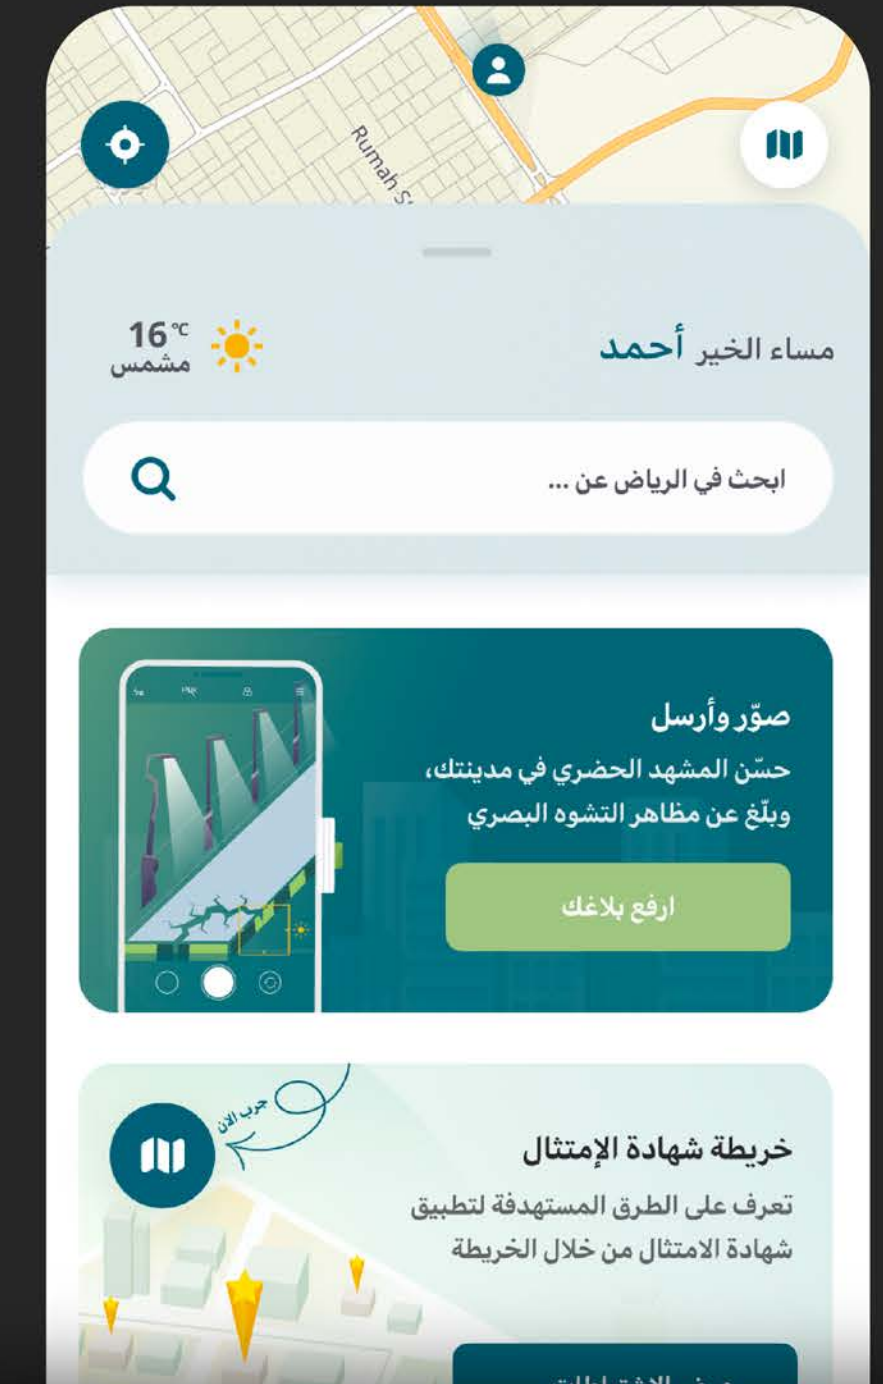 Rumah S
مساء الخير أحمد
16 °C
مشمس
ابحث في الرياض عن ...
صوّر وأرسل
حسّن المشهد الحضري في مدينتك،
وبلّغ عن مظاهر التشوه البصري
ارفع بلاغك
جرب الآن
خريطة شهادة الإمتثال
تعرف على الطرق المستهدفة لتطبيق
شهادة الامتثال من خلال الخريطة